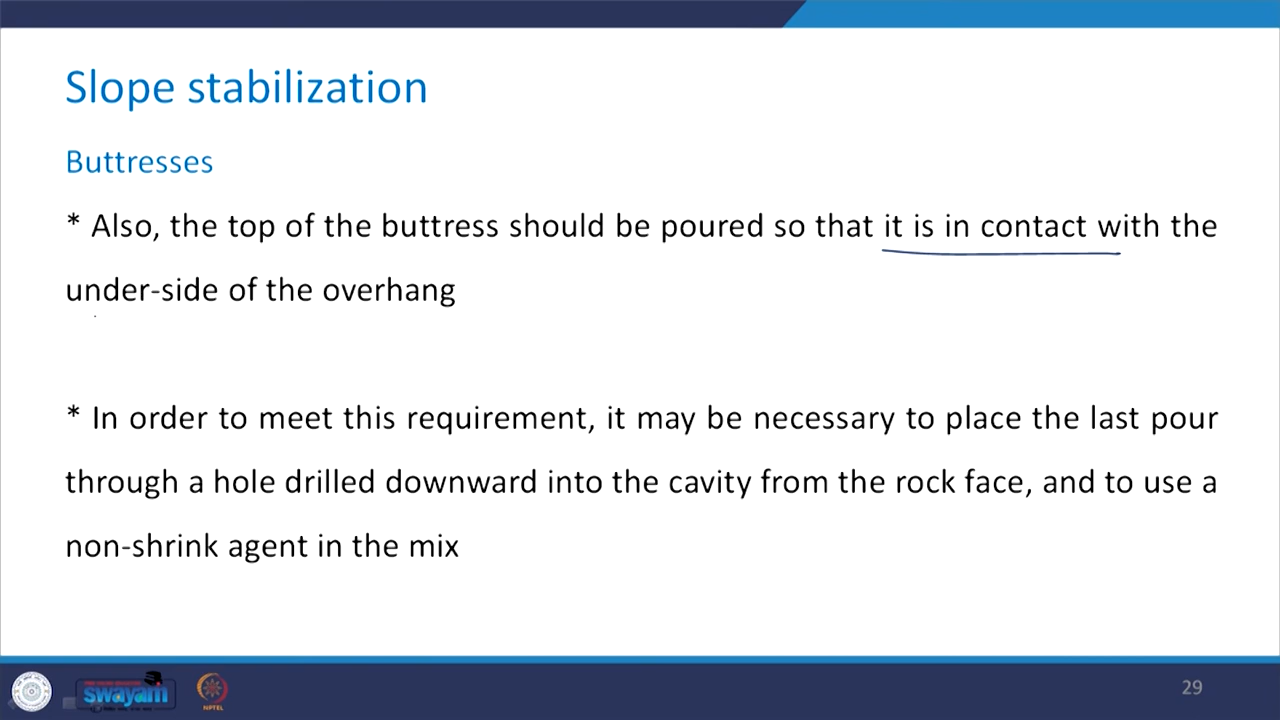 Slope stabilization
Buttresses
* Also, the top of the buttress should be poured so that it is in contact with the
under-side of the overhang
* In order to meet this requirement, it may be necessary to place the last pour
through a hole drilled downward into the cavity from the rock face, and to use a
non-shrink agent in the mix
swayam
NPTEL
29